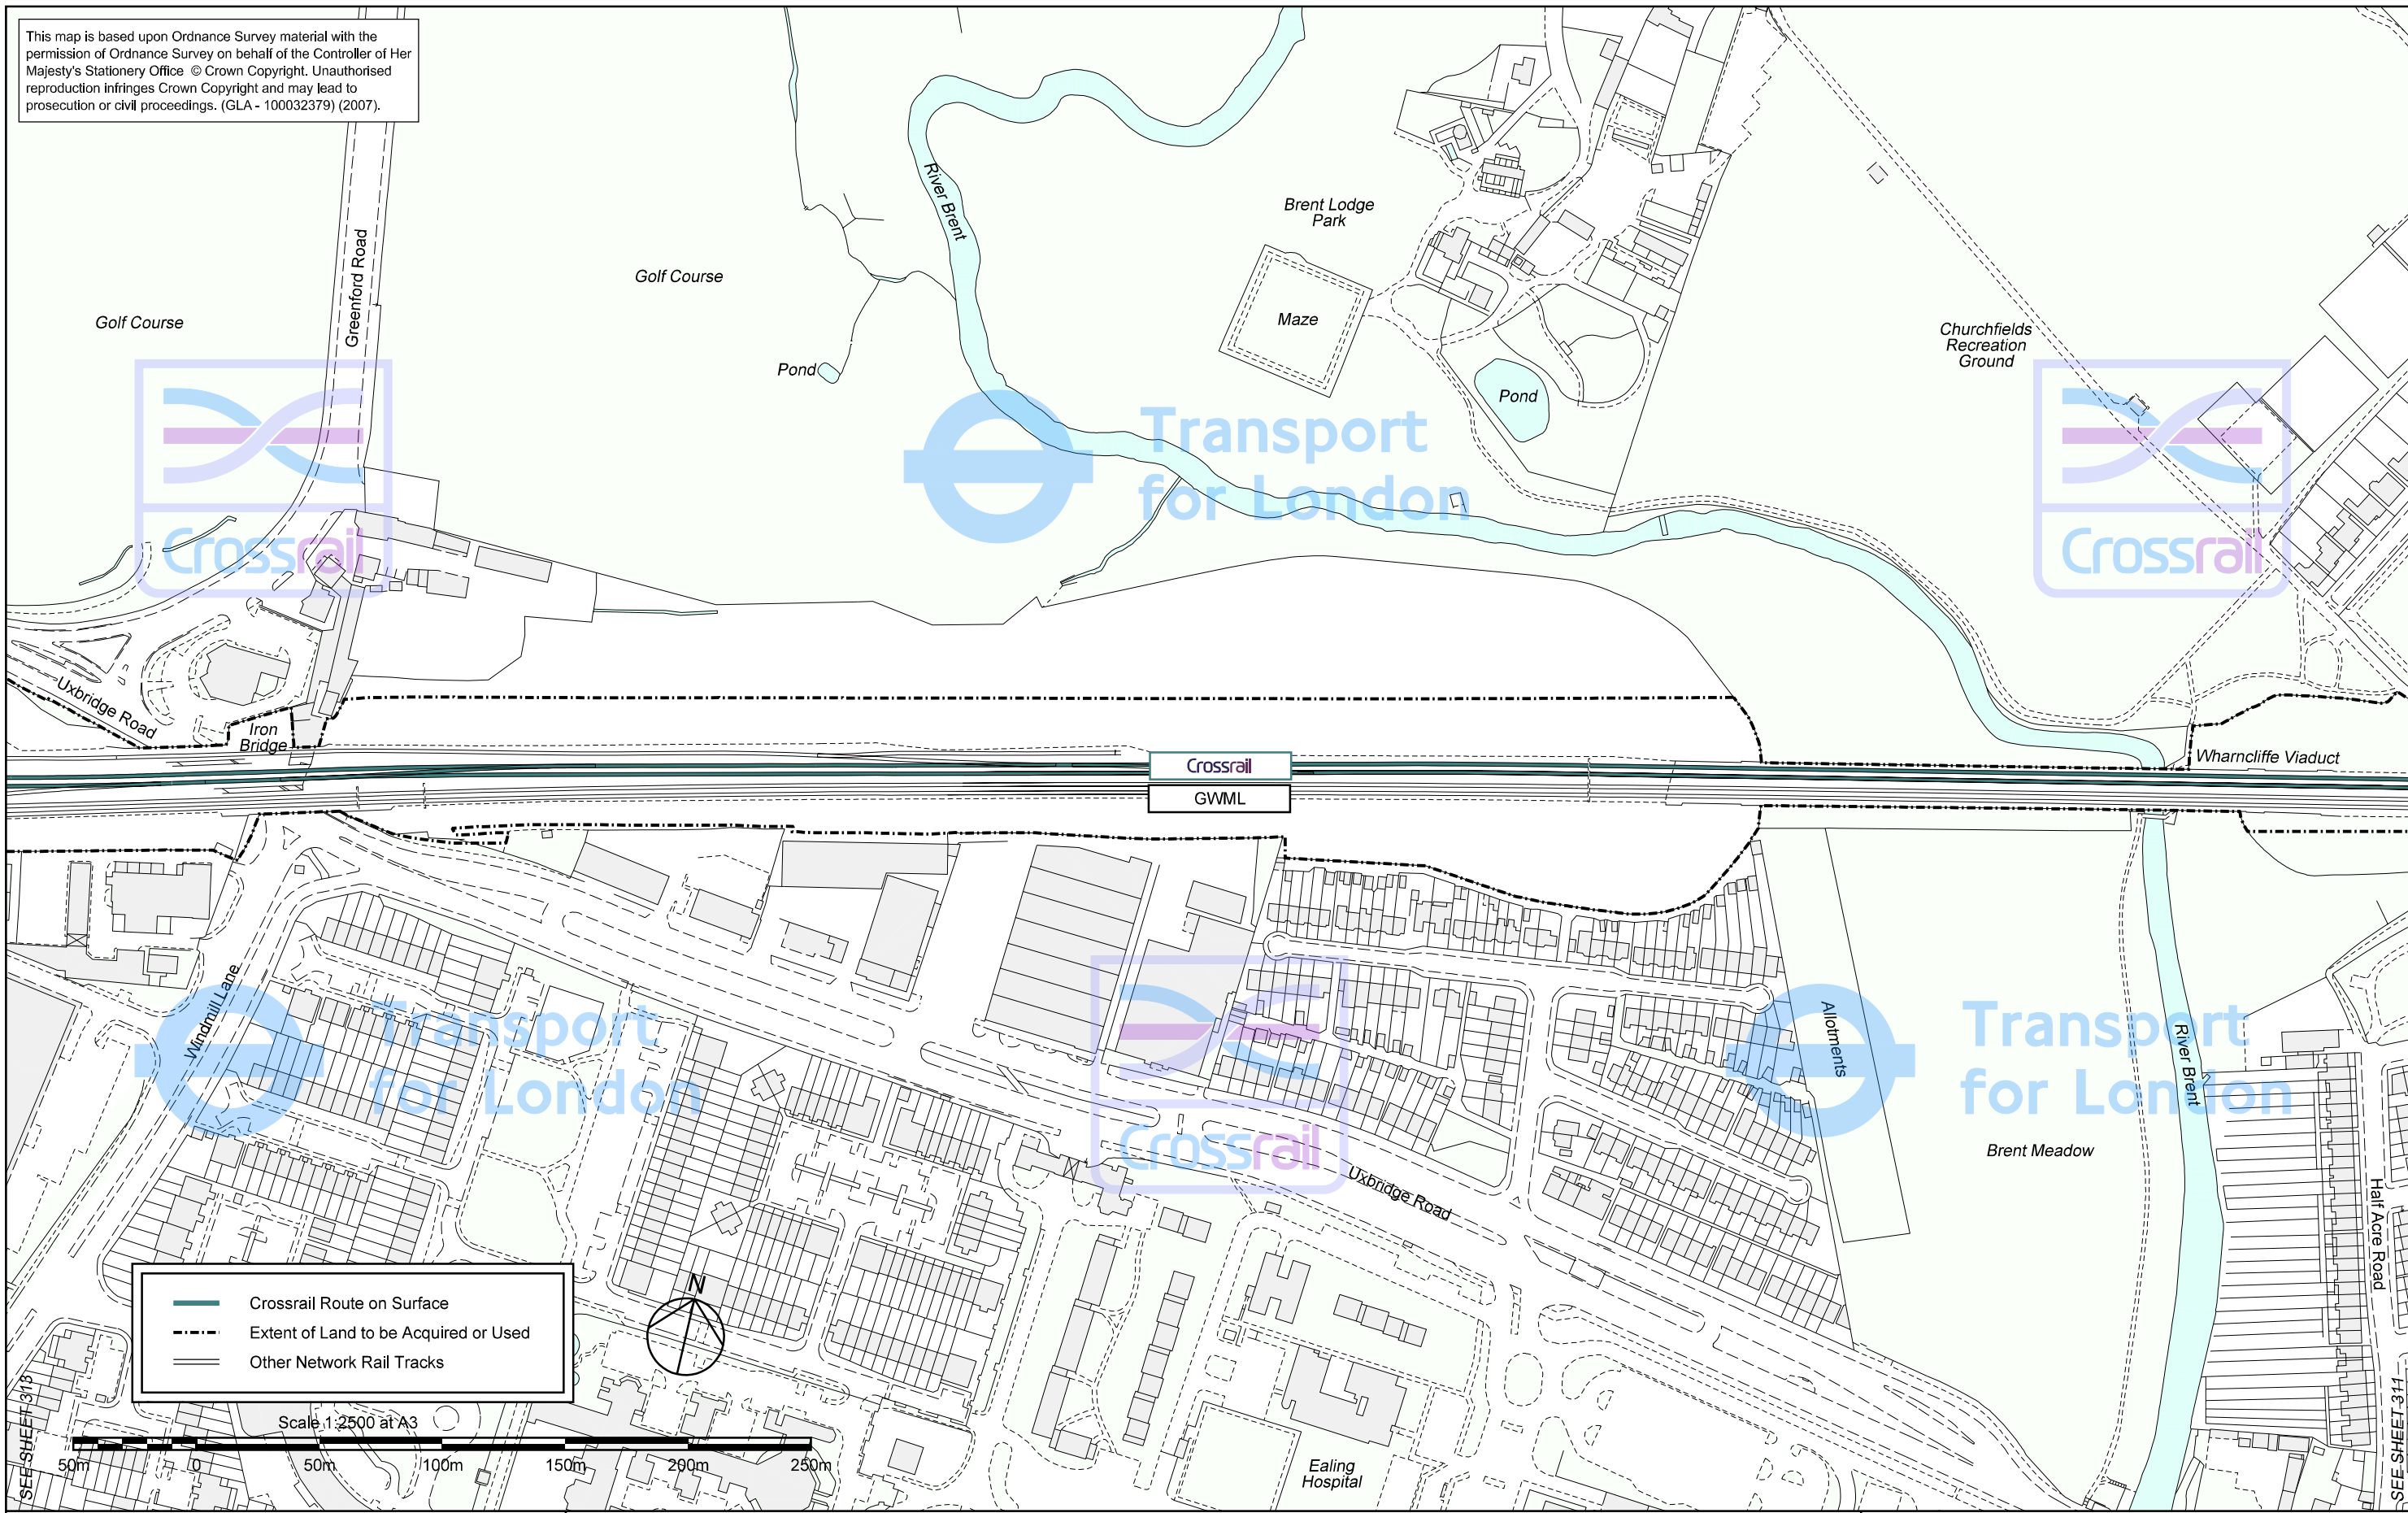 This map is based upon Ordnance Survey material with the
permission of Ordnance Survey on behalf of the Controller of Her
Majesty's Stationery Office © Crown Copyright. Unauthorised
reproduction infringes Crown Copyright and may lead to
prosecution or civil proceedings. (GLA - 100032379) (2007).
River Brent
Brent Lodge
Park
Greenford Road
Golf Course
Golf Course
Maze
Churchfields
Recreation
Ground
Pond
Pond
Transport
for London
Crossrail
Crossrail
Uxbridge Road
Iron
Bridge
Wharncliffe Viaduct
Crossrail
GWML
Windmill Lane
Transport
for London
Crossrail
Allotments
Transport
for London
River Brent
Brent Meadow
Uxbridge Road
Half Acre Road
N
Crossrail Route on Surface
Extent of Land to be Acquired or Used
Other Network Rail Tracks
SEE SHEET 313
SEE SHEET 311
Scale 1:2500 at A3
50m 0 50m 100m 150m 200m 250m
Ealing
Hospital